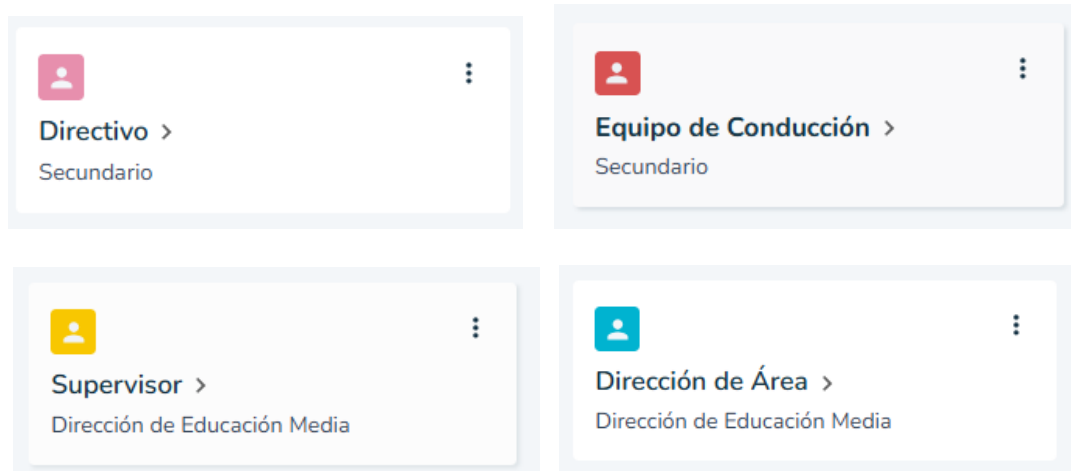 Directivo
Secundario
Equipo de Conducción
Secundario
Supervisor
Dirección de Educación Media
Dirección de Área
Dirección de Educación Media